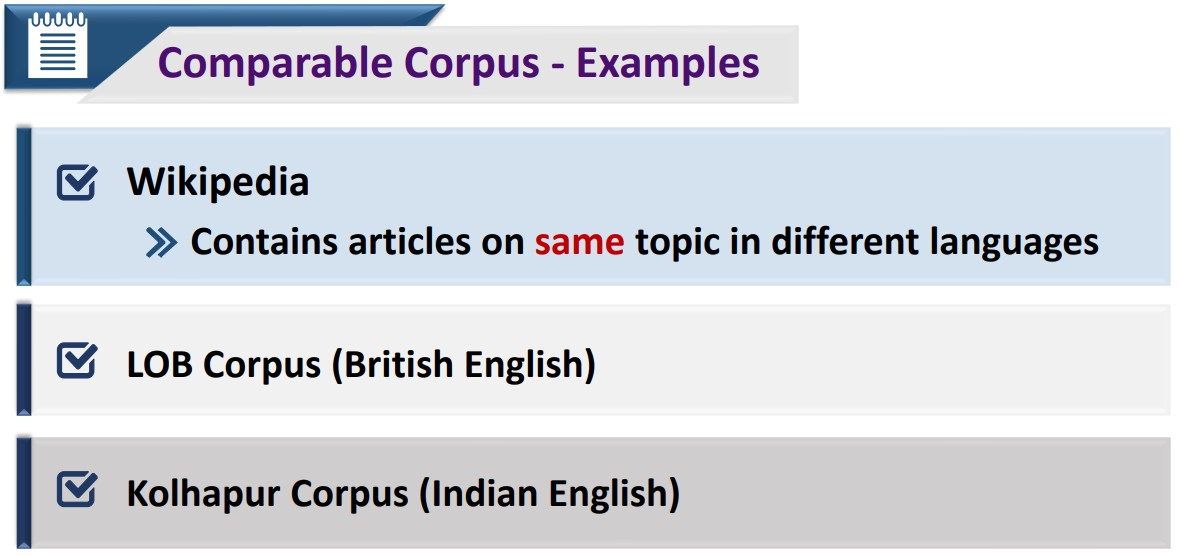 Comparable Corpus - Examples
Wikipedia
Contains articles on same topic in different languages
LOB Corpus (British English)
Kolhapur Corpus (Indian English)